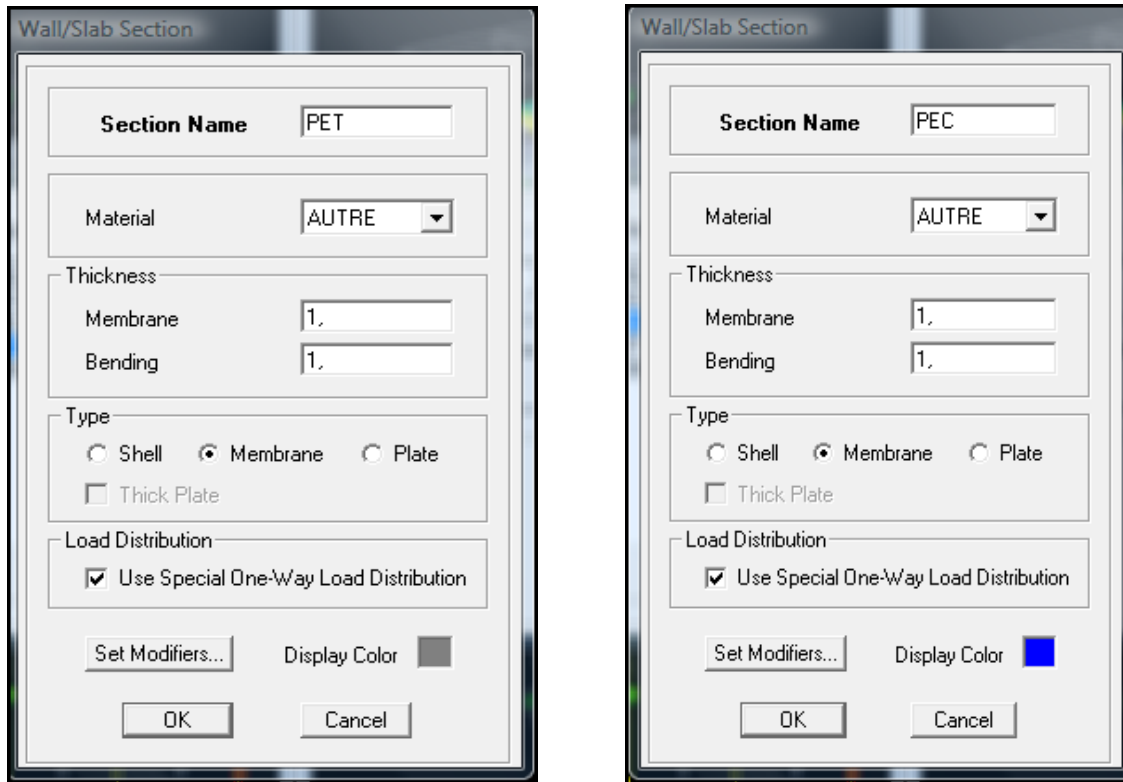 Wall/Slab Section
Section Name PET
Material AUTRE
Thickness
Membrane 1,
Bending 1,
Type
Shell Membrane Plate
Thick Plate
Load Distribution
Use Special One-Way Load Distribution
Set Modifiers... Display Color
OK Cancel
Wall/Slab Section
Section Name PEC
Material AUTRE
Thickness
Membrane 1,
Bending 1,
Type
Shell Membrane Plate
Thick Plate
Load Distribution
Use Special One-Way Load Distribution
Set Modifiers... Display Color
OK Cancel